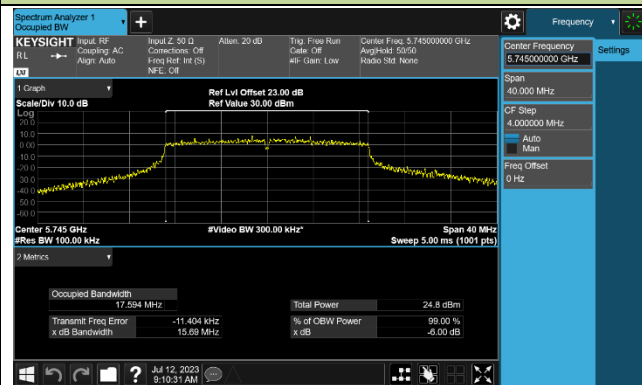 Spectrum Analyzer 1
Occupied BW
Frequency
KEYSIGHT
Input: RF
Input Z: 50 Ω
Atten: 20 dB
Trig: Free Run
Center Freq: 5.745000000 GHz
RL
Coupling: AC
Corrections: Off
Gate: Off
Avg|Hold: 50/50
Align: Auto
Freq Ref: Int (S)
#IF Gain: Low
Radio Std: None
NFE: Off
LXI
Center Frequency
5.745000000 GHz
Settings
Span
40.000 MHz
CF Step
4.000000 MHz
Auto
Man
Freq Offset
0 Hz
1 Graph
Ref Lvl Offset 23.00 dB
Scale/Div 10.0 dB
Ref Value 30.00 dBm
Log
20.0
10.0
0.00
-10.0
-20.0
-30.0
-40.0
-50.0
-60.0
Center 5.745 GHz
#Video BW 300.00 kHz*
Span 40 MHz
#Res BW 100.00 kHz
Sweep 5.00 ms (1001 pts)
2 Metrics
Occupied Bandwidth
17.594 MHz
Total Power
24.8 dBm
Transmit Freq Error
-11.404 kHz
% of OBW Power
99.00 %
x dB Bandwidth
15.69 MHz
x dB
-6.00 dB
Jul 12, 2023
9:10:31 AM